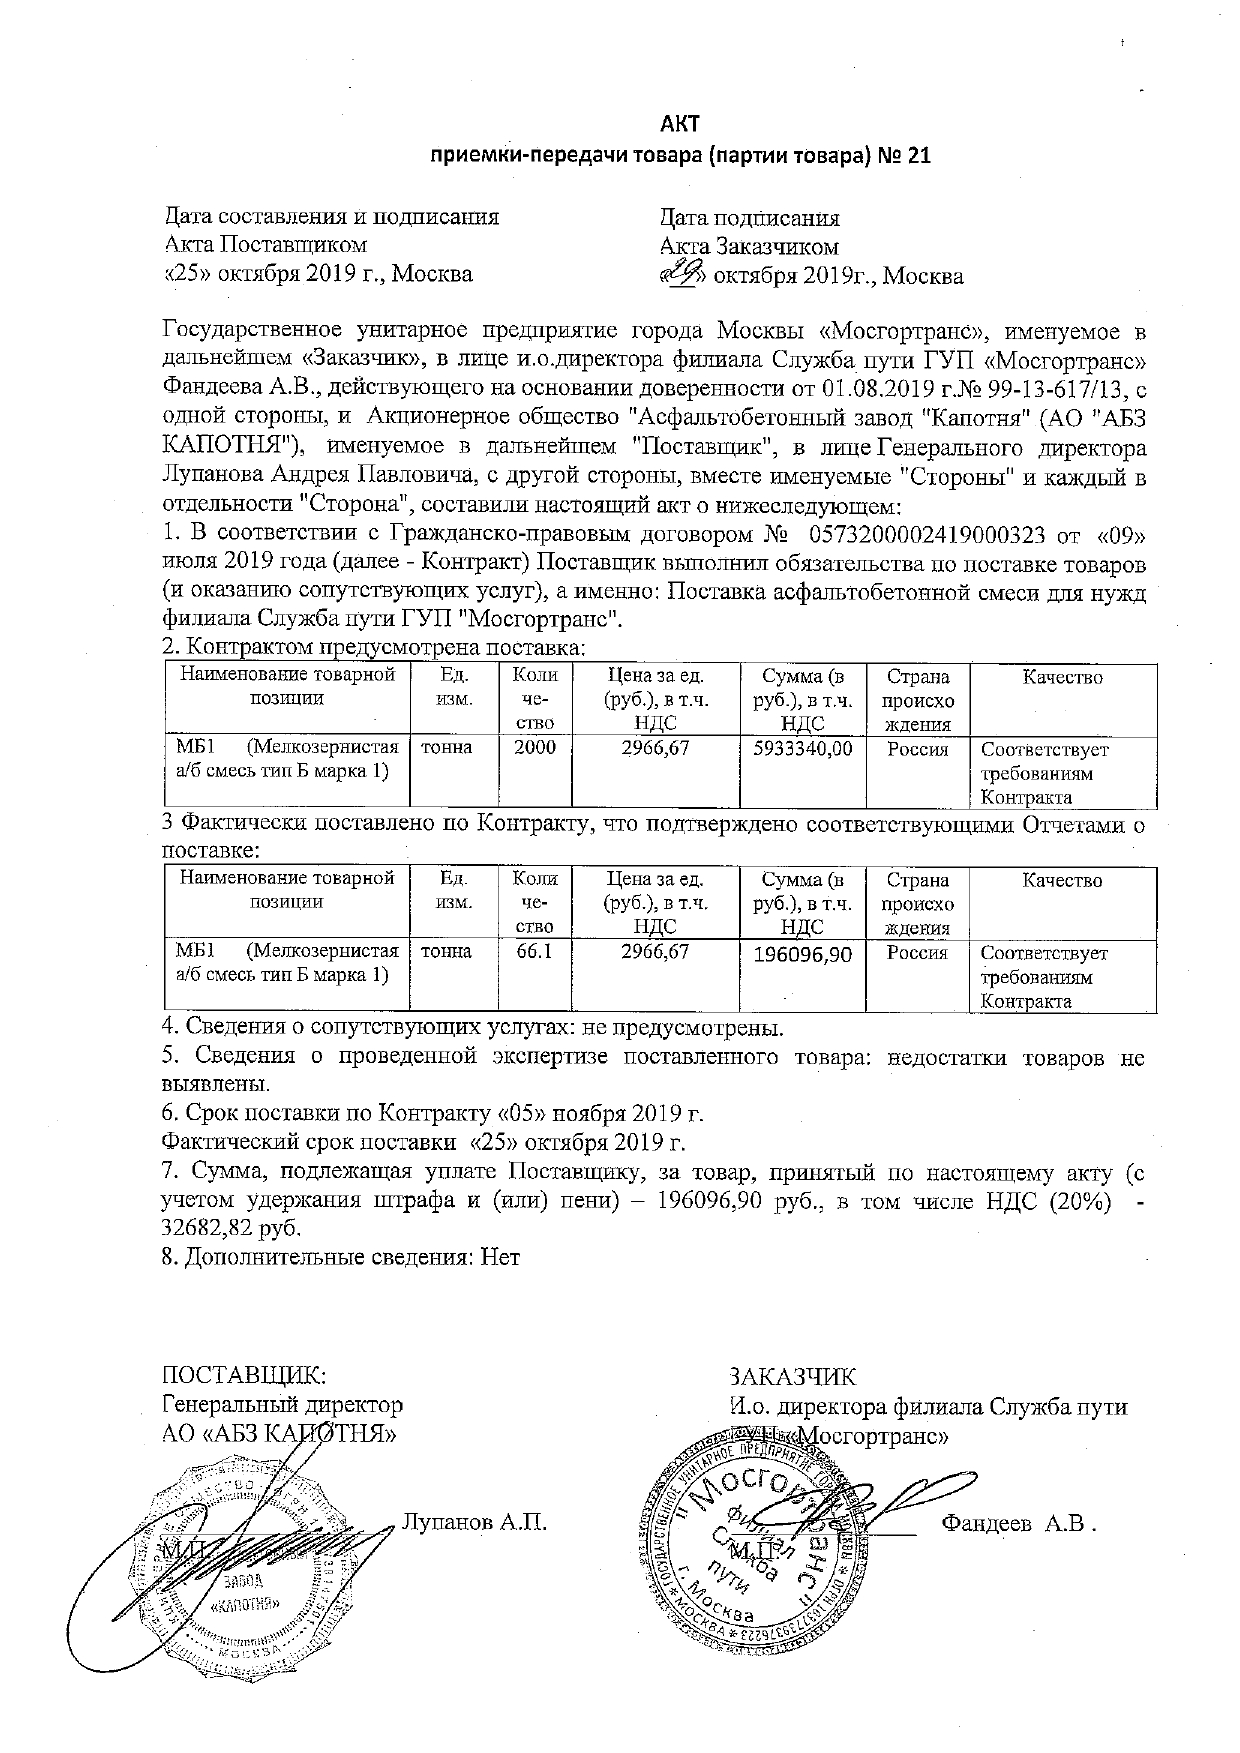 АКТ
приемки-передачи товара (партии товара) № 21
Дата составления и подписания
Акта Поставщиком
«25» октября 2019 г., Москва
Дата подписания
Акта Заказчиком
«29» октября 2019г., Москва
Государственное унитарное предприятие города Москвы «Мосгортранс», именуемое в
дальнейшем «Заказчик», в лице и.о.директора филиала Служба пути ГУП «Мосгортранс»
Фандеева А.В., действующего на основании доверенности от 01.08.2019 г.№ 99-13-617/13, с
одной стороны, и Акционерное общество "Асфальтобетонный завод "Капотня" (АО "АБЗ
КАПОТНЯ"), именуемое в дальнейшем "Поставщик", в лице Генерального директора
Лупанова Андрея Павловича, с другой стороны, вместе именуемые "Стороны" и каждый в
отдельности "Сторона", составили настоящий акт о нижеследующем:
1. В соответствии с Гражданско-правовым договором № 0573200002419000323 от «09»
июля 2019 года (далее - Контракт) Поставщик выполнил обязательства по поставке товаров
(и оказанию сопутствующих услуг), а именно: Поставка асфальтобетонной смеси для нужд
филиала Служба пути ГУП "Мосгортранс".
2. Контрактом предусмотрена поставка:
Наименование товарной Ед. Коли Цена за ед. Сумма (в Страна Качество
позиции изм. че- (руб.), в т.ч. руб.), в т.ч. происхо
ство НДС НДС ждения
МБ1 (Мелкозернистая тонна 2000 2966,67 5933340,00 Россия Соответствует
а/б смесь тип Б марка 1) требованиям
Контракта
3 Фактически поставлено по Контракту, что подтверждено соответствующими Отчетами о
поставке:
Наименование товарной Ед. Коли Цена за ед. Сумма (в Страна Качество
позиции изм. че- (руб.), в т.ч. руб.), в т.ч. происхо
ство НДС НДС ждения
МБ1 (Мелкозернистая тонна 66.1 2966,67 196096,90 Россия Соответствует
а/б смесь тип Б марка 1) требованиям
Контракта
4. Сведения о сопутствующих услугах: не предусмотрены.
5. Сведения о проведенной экспертизе поставленного товара: недостатки товаров не
выявлены.
6. Срок поставки по Контракту «05» ноября 2019 г.
Фактический срок поставки «25» октября 2019 г.
7. Сумма, подлежащая уплате Поставщику, за товар, принятый по настоящему акту (с
учетом удержания штрафа и (или) пени) – 196096,90 руб., в том числе НДС (20%) -
32682,82 руб.
8. Дополнительные сведения: Нет
ПОСТАВЩИК:
Генеральный директор
АО «АБЗ КАПОТНЯ»
Лупанов А.П.
М.П.
ЗАВОД
«КАПОТНЯ»
МОСКВА
ЗАКАЗЧИК
И.о. директора филиала Служба пути
ГУП «Мосгортранс»
Фандеев А.В .
М.П.
"Мосгортранс"
филиал
Служба
пути
г. Москва